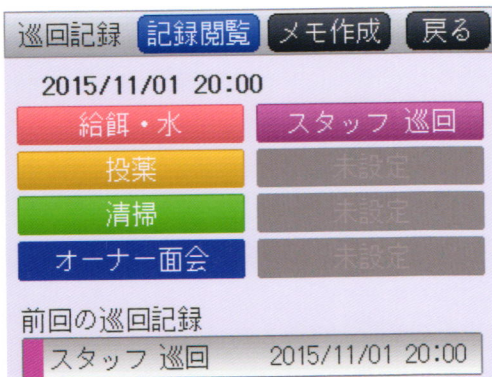 巡回記録 記録閲覧 メモ作成 戻る
2015/11/01 20:00
給餌・水 スタッフ 巡回
投薬 未設定
清掃 未設定
オーナー面会 未設定
前回の巡回記録
スタッフ 巡回 2015/11/01 20:00